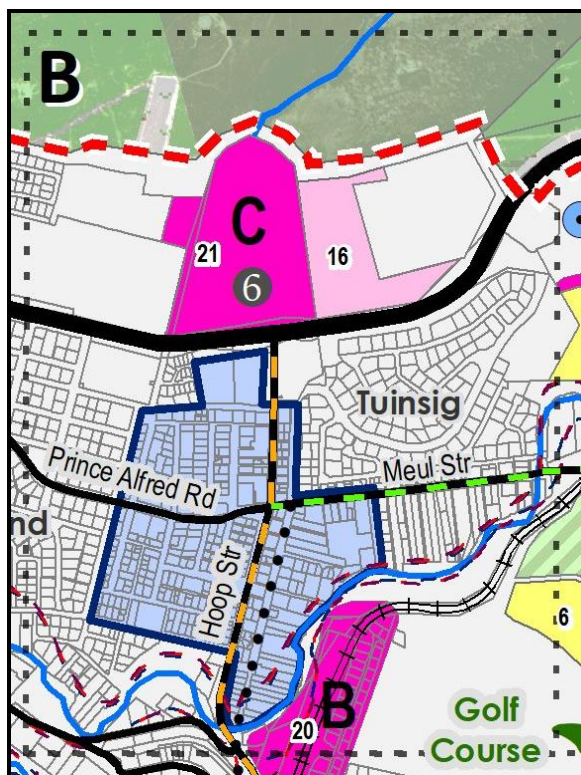 B
C
21
16
6
Tuinsig
Prince Alfred Rd
Meul Str
nd
Hoop Str
6
B
20
Golf
Course